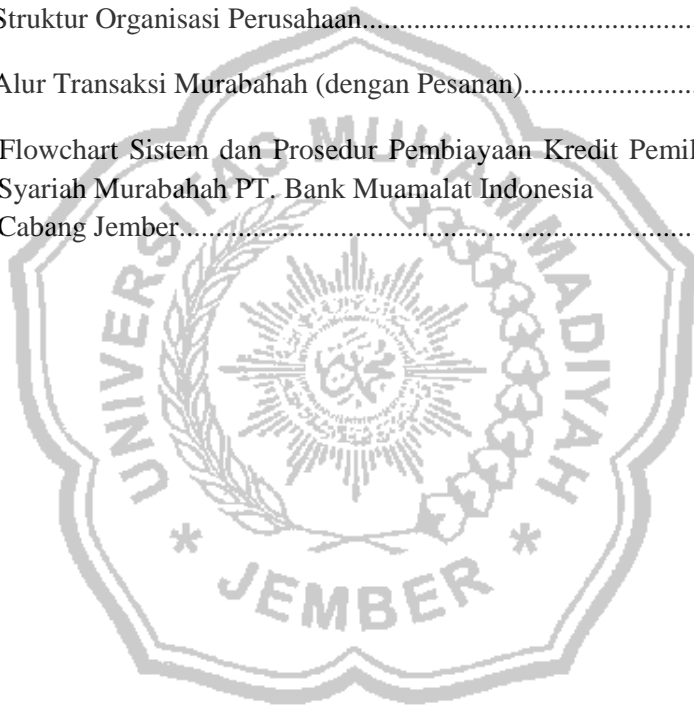 Struktur Organisasi Perusahaan.......................................................
Alur Transaksi Murabahah (dengan Pesanan)............................
Flowchart Sistem dan Prosedur Pembiayaan Kredit
Syariah Murabahah PT. Bank Muamalat Indonesia
Cabang Jember..................................................................................
UNIVERSITAS MUHAMMADIYAH
* JEMBER *